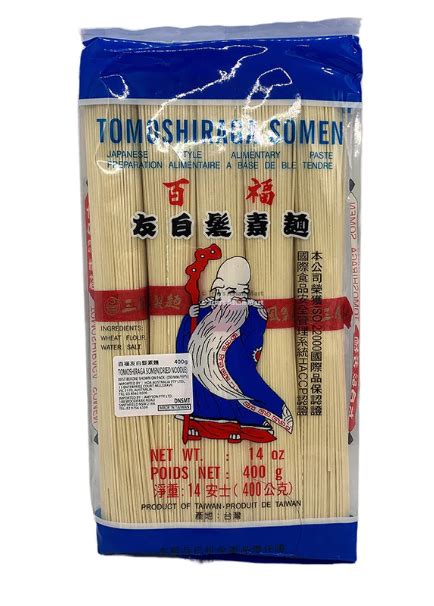 TOMOSHIRAGA SOMEN
JAPANESE STYLE ALIMENTARY PASTE
PREPARATION ALIMENTAIRE A BASE DE BLE TENDRE
百福
友白髮素麵
本公司榮獲ISO22000國際品保認證
國際食品安全管理系統HACCP認證
INGREDIENTS:
WHEAT FLOUR
WATER SALT
百福友白髮素麵 400g
TOMOSHIRAGA SOMEN(DRIED NOODLE)
MADE IN TAIWAN
NET WT. : 14 oz
POIDS NET : 400 g
淨重:14安士(400公克)
PRODUCT OF TAIWAN·PRODUIT DE TAIWAN
產地:台灣